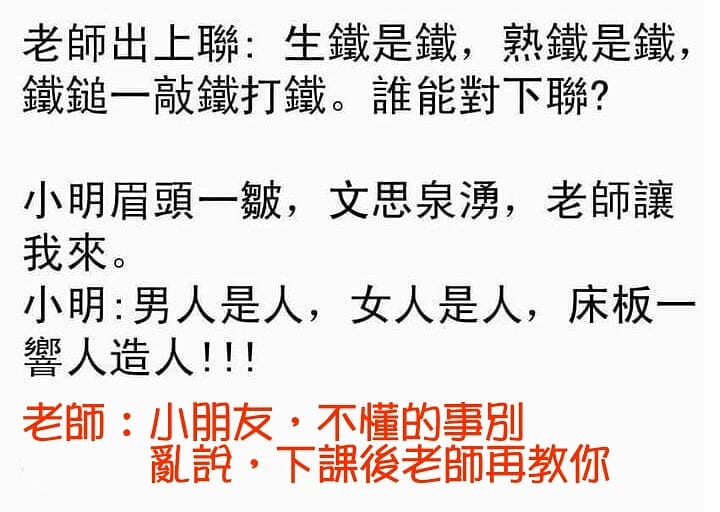 老師出上聯: 生鐵是鐵，熟鐵是鐵，
鐵鎚一敲鐵打鐵。誰能對下聯?
小明眉頭一皺，文思泉湧，老師讓
我來。
小明:男人是人，女人是人，床板一
響人造人!!!
老師：小朋友，不懂的事別
亂說，下課後老師再教你